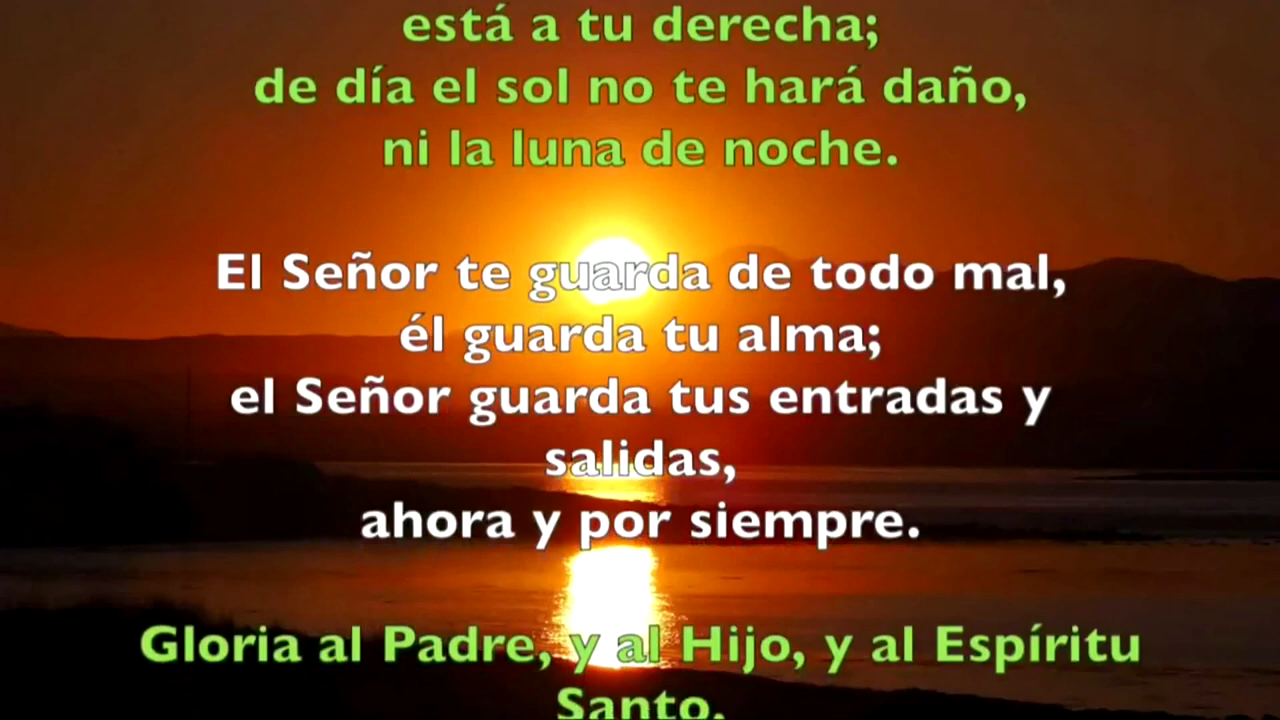 está a tu derecha;
de día el sol no te hará daño,
ni la luna de noche.
El Señor te guarda de todo mal,
él guarda tu alma;
el Señor guarda tus entradas y
salidas,
ahora y por siempre.
Gloria al Padre, y al Hijo, y al Espíritu
Santo.